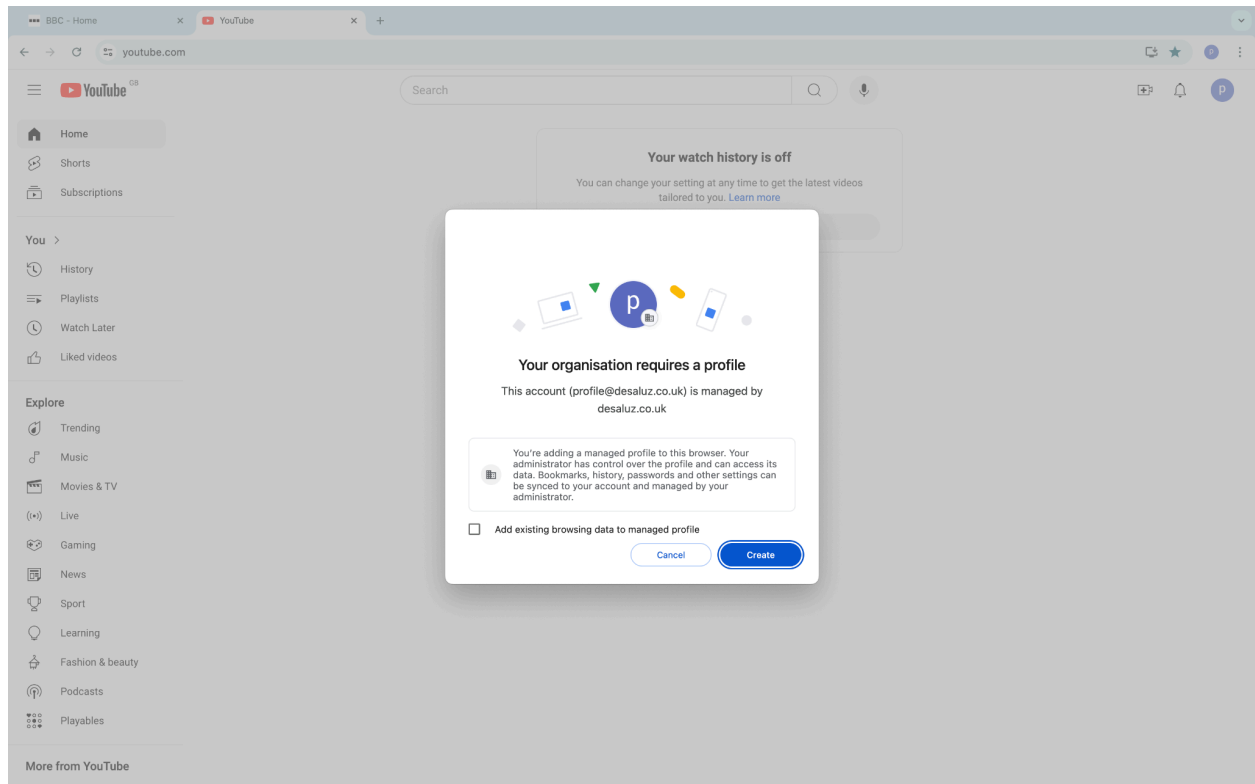 BBC - Home
YouTube
youtube.com
P
YouTube GB
Search
P
Home
Shorts
Subscriptions
You
History
Playlists
Watch Later
Liked videos
Explore
Trending
Music
Movies & TV
Live
Gaming
News
Sport
Learning
Fashion & beauty
Podcasts
Playables
More from YouTube
Your watch history is off
You can change your setting at any time to get the latest videos
tailored to you. Learn more
p
Your organisation requires a profile
This account (profile@desaluz.co.uk) is managed by
desaluz.co.uk
You're adding a managed profile to this browser. Your
administrator has control over the profile and can access its
data. Bookmarks, history, passwords and other settings can
be synced to your account and managed by your
administrator.
Add existing browsing data to managed profile
Cancel
Create